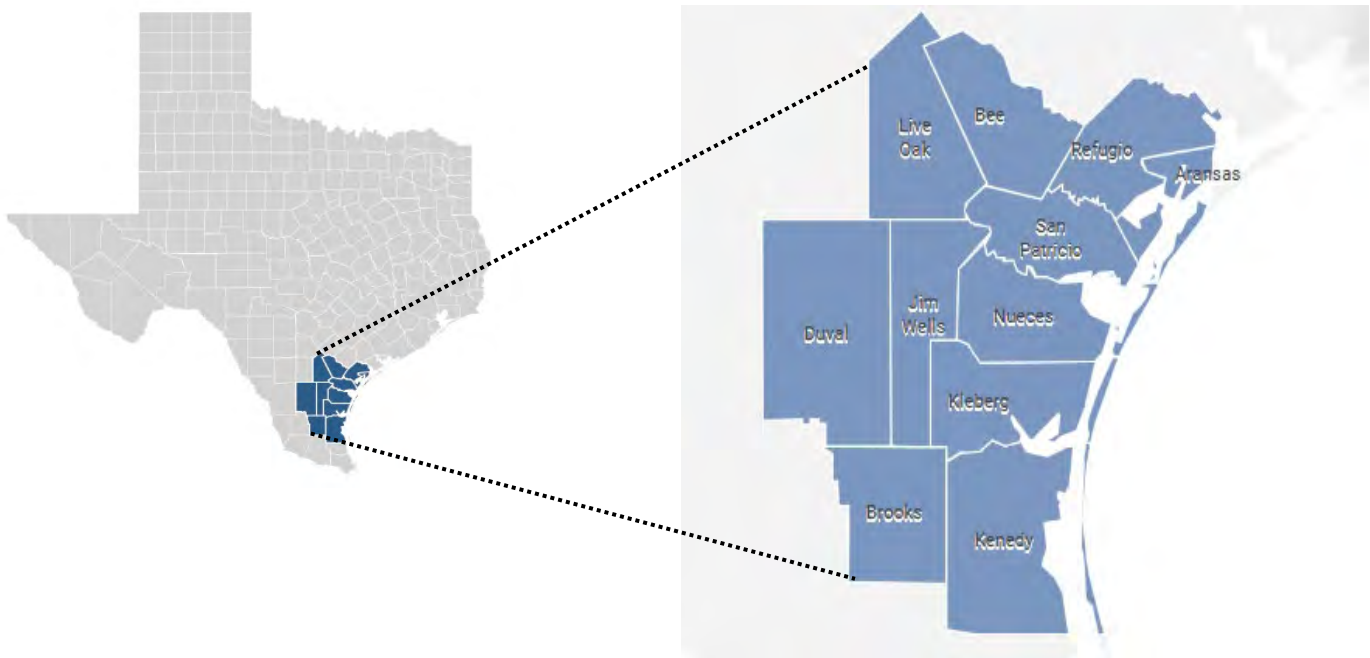 Live
Oak
Bee
Refugio
Aransas
San
Patricio
Duval
Jim
Wells
Nueces
Kleberg
Brooks
Kenedy